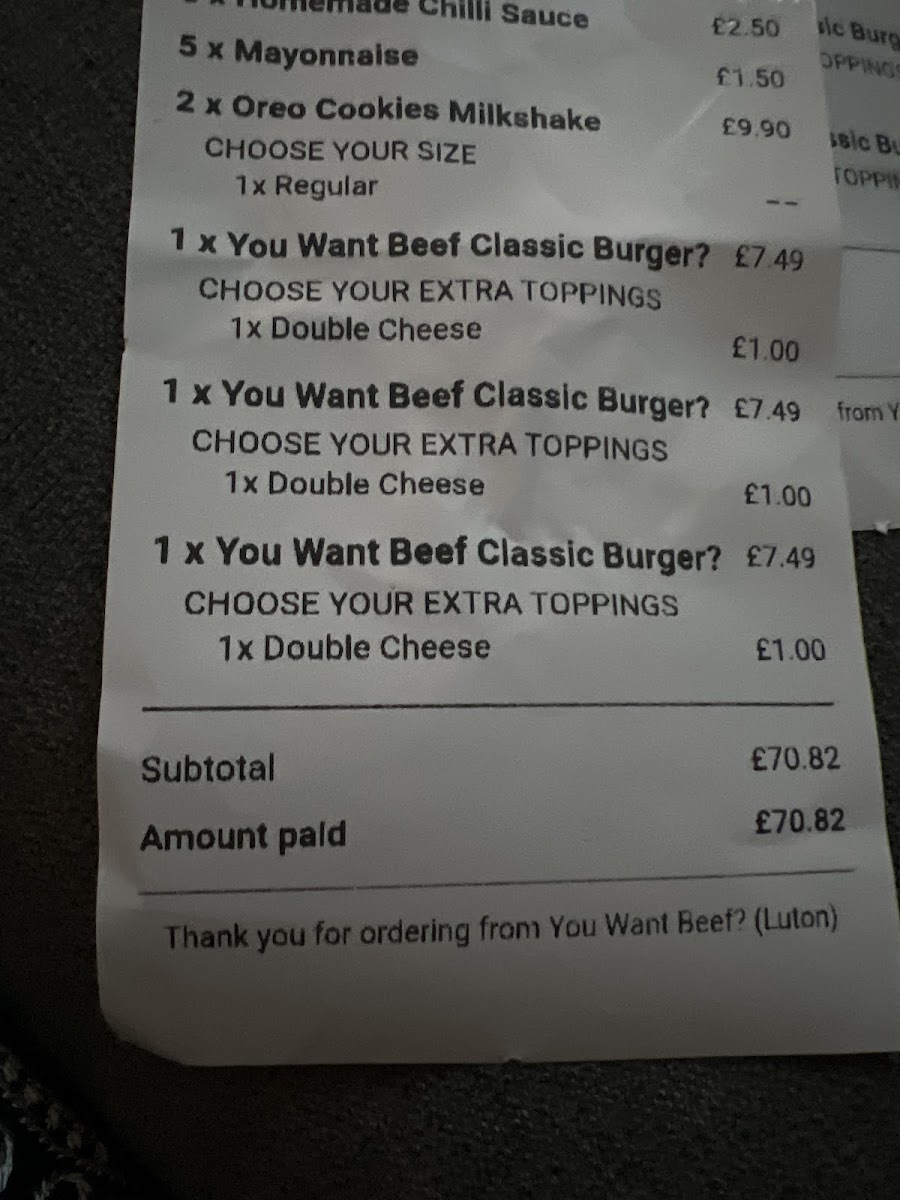 x Homemade Chilli Sauce £2.50
5 x Mayonnaise £1.50
2 x Oreo Cookies Milkshake £9.90
CHOOSE YOUR SIZE
1x Regular --
1 x You Want Beef Classic Burger? £7.49
CHOOSE YOUR EXTRA TOPPINGS
1x Double Cheese £1.00
1 x You Want Beef Classic Burger? £7.49
CHOOSE YOUR EXTRA TOPPINGS
1x Double Cheese £1.00
1 x You Want Beef Classic Burger? £7.49
CHOOSE YOUR EXTRA TOPPINGS
1x Double Cheese £1.00
Subtotal £70.82
Amount paid £70.82
Thank you for ordering from You Want Beef? (Luton)
from Y